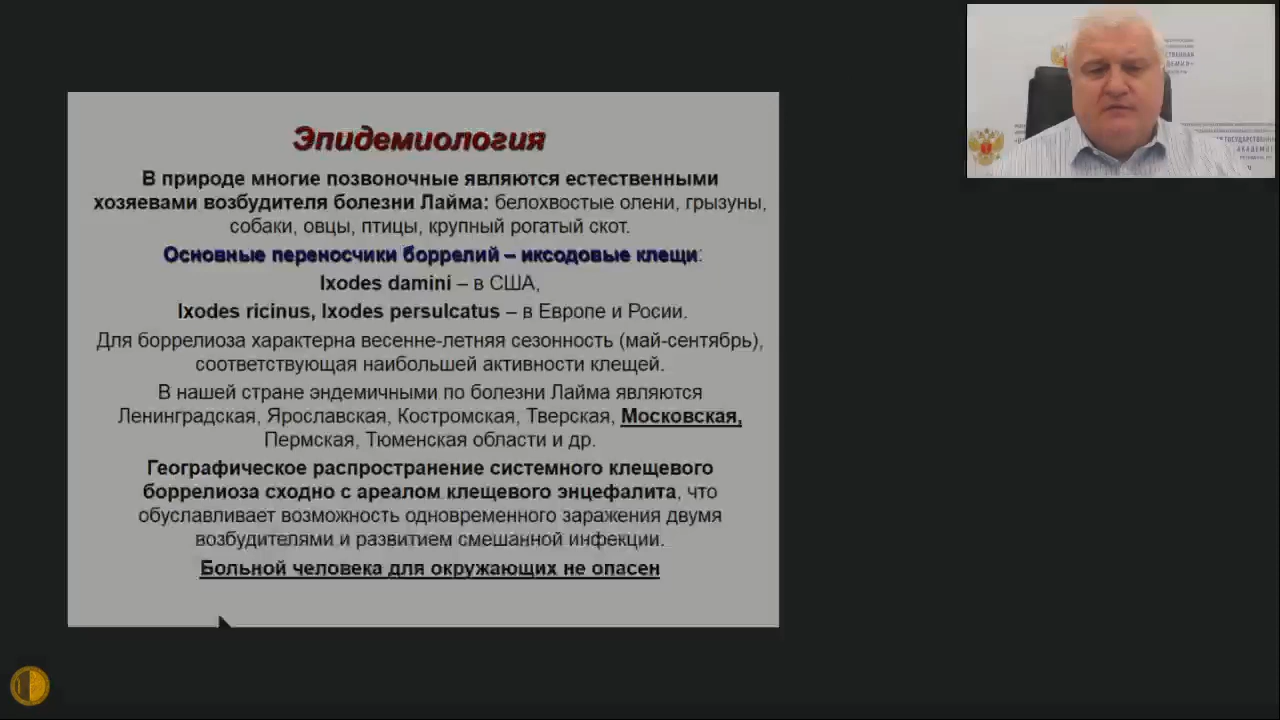 Эпидемиология
В природе многие позвоночные являются естественными
хозяевами возбудителя болезни Лайма: белохвостые олени, грызуны,
собаки, овцы, птицы, крупный рогатый скот.
Основные переносчики боррелий – иксодовые клещи:
Ixodes damini – в США,
Ixodes ricinus, Ixodes persulcatus – в Европе и Росии.
Для боррелиоза характерна весенне-летняя сезонность (май-сентябрь),
соответствующая наибольшей активности клещей.
В нашей стране эндемичными по болезни Лайма являются
Ленинградская, Ярославская, Костромская, Тверская, Московская,
Пермская, Тюменская области и др.
Географическое распространение системного клещевого
боррелиоза сходно с ареалом клещевого энцефалита, что
обуславливает возможность одновременного заражения двумя
возбудителями и развитием смешанной инфекции.
Больной человека для окружающих не опасен